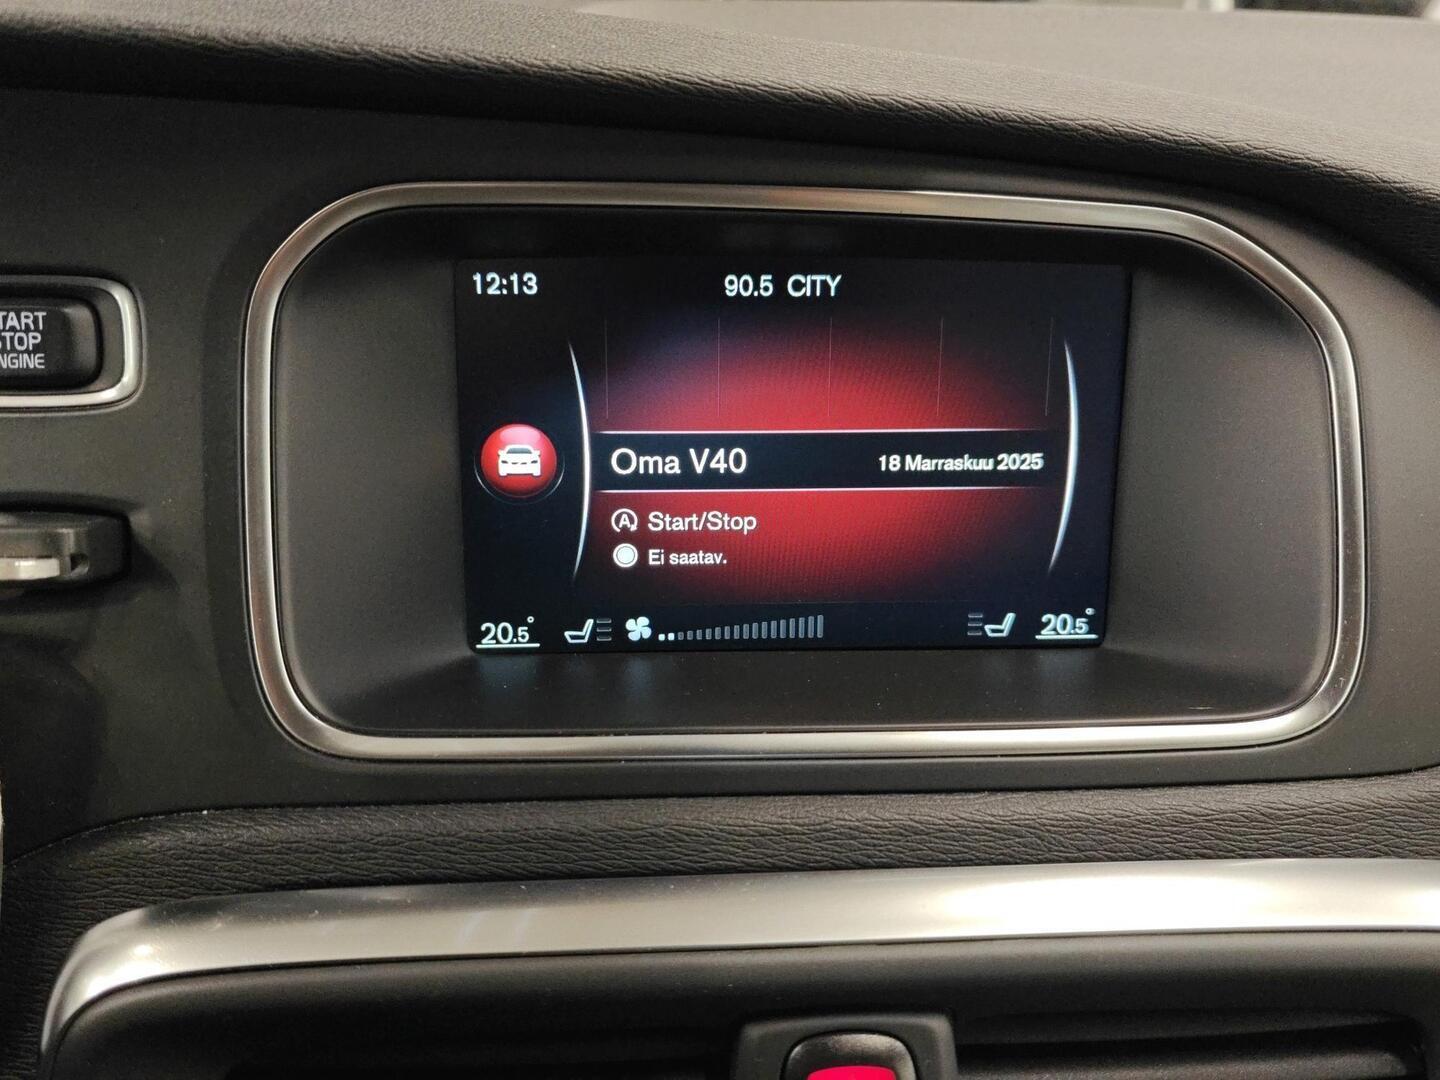 12:13
90.5 CITY
START
STOP
ENGINE
Oma V40
18 Marraskuu 2025
A Start/Stop
Ei saatav.
20.5°
20.5°